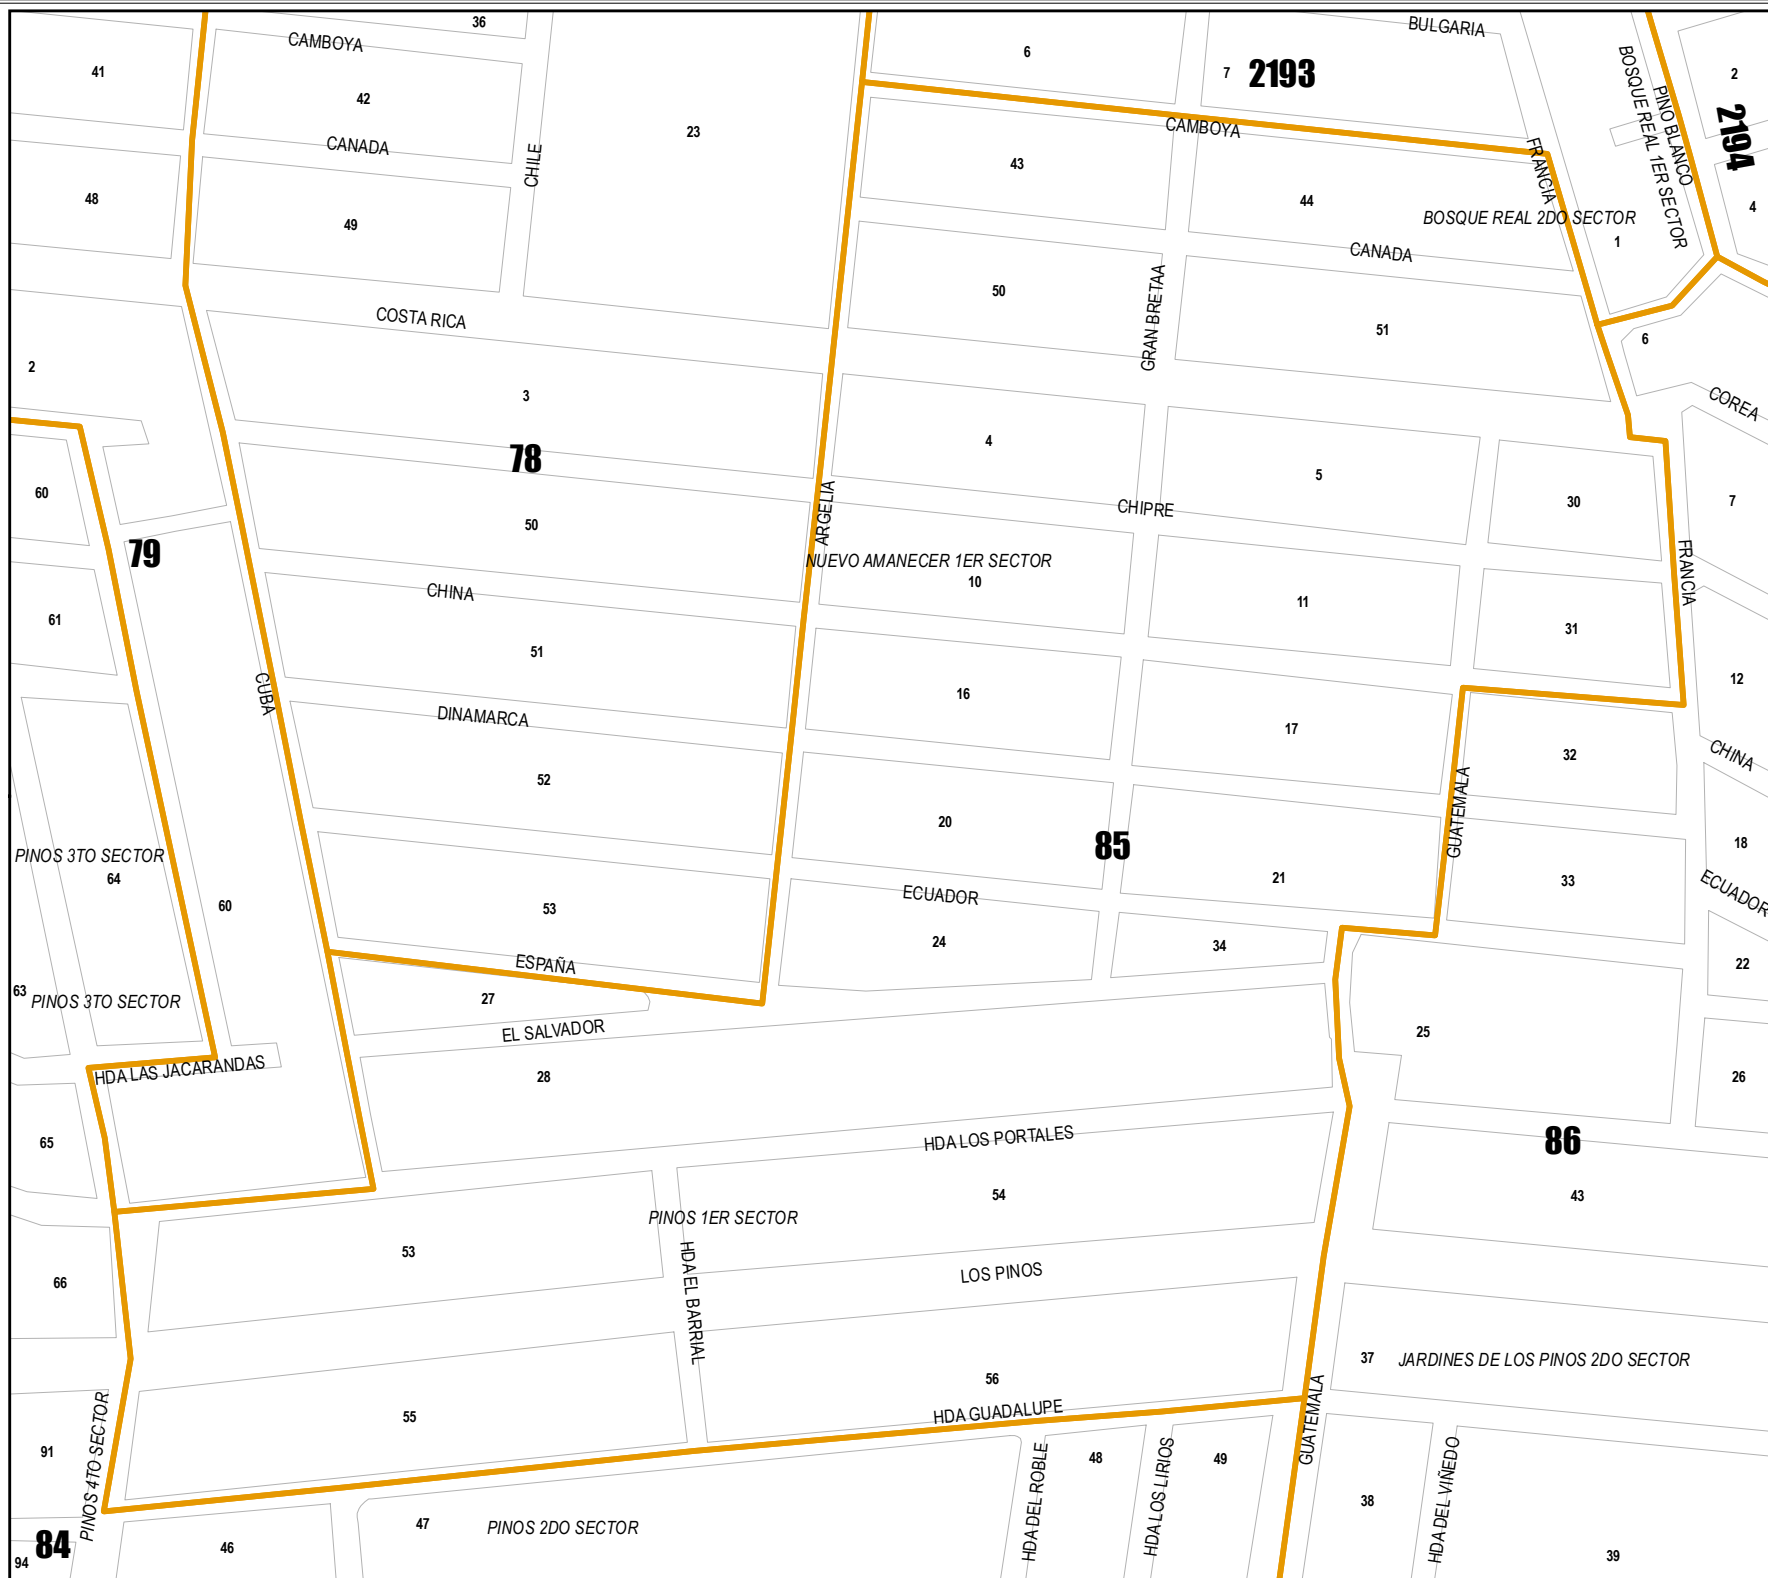 36
BULGARIA
CAMBOYA
6
41
7
2193
2
42
23
BOSQUE REAL 1ER SECTOR
PINO BLANCO
2194
CAMBOYA
CANADA
CHILE
43
FRANCIA
48
44
4
49
BOSQUE REAL 2DO SECTOR
1
CANADA
50
GRAN BRETAA
COSTA RICA
51
6
2
3
COREA
4
78
5
60
50
ARGELIA
CHIPRE
30
7
79
NUEVO AMANECER 1ER SECTOR
10
FRANCIA
CHINA
11
61
31
51
CUBA
16
12
DINAMARCA
17
CHINA
32
52
GUATEMALA
20
85
18
PINOS 3TO SECTOR
64
21
33
ECUADOR
ECUADOR
60
53
24
34
ESPAÑA
22
63
PINOS 3TO SECTOR
27
EL SALVADOR
25
HDA LAS JACARANDAS
28
26
65
HDA LOS PORTALES
86
54
43
PINOS 1ER SECTOR
53
HDA EL BARRIAL
LOS PINOS
66
37
JARDINES DE LOS PINOS 2DO SECTOR
56
55
HDA GUADALUPE
GUATEMALA
91
PINOS 4TO SECTOR
48
49
HDA DEL ROBLE
HDA LOS LIRIOS
HDA DEL VIÑEDO
38
47
PINOS 2DO SECTOR
84
46
94
39